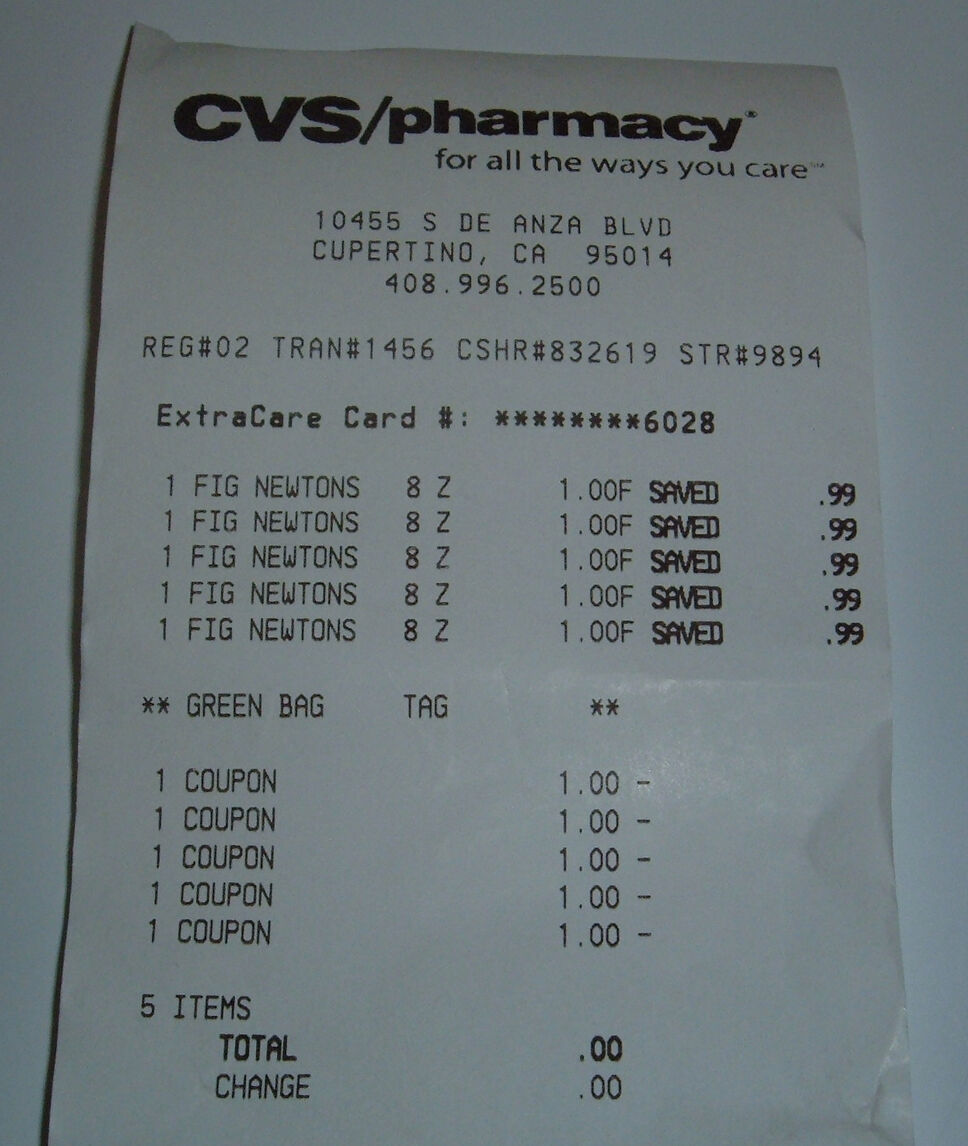 CVS/pharmacy®
for all the ways you care™
10455 S DE ANZA BLVD
CUPERTINO, CA 95014
408.996.2500
REG#02 TRAN#1456 CSHR#832619 STR#9894
ExtraCare Card #: ********6028
1 FIG NEWTONS 8 Z 1.00F SAVED .99
1 FIG NEWTONS 8 Z 1.00F SAVED .99
1 FIG NEWTONS 8 Z 1.00F SAVED .99
1 FIG NEWTONS 8 Z 1.00F SAVED .99
1 FIG NEWTONS 8 Z 1.00F SAVED .99
** GREEN BAG TAG **
1 COUPON 1.00 -
1 COUPON 1.00 -
1 COUPON 1.00 -
1 COUPON 1.00 -
1 COUPON 1.00 -
5 ITEMS
TOTAL .00
CHANGE .00